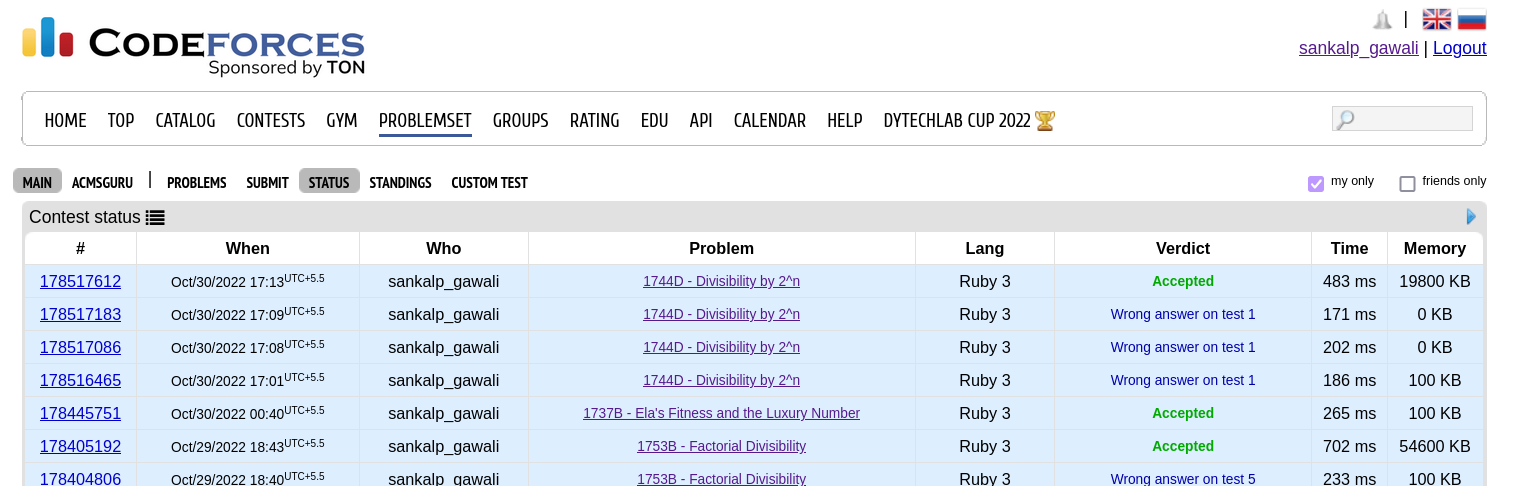 CODEFORCES
Sponsored by TON
|
sankalp_gawali | Logout
HOME TOP CATALOG CONTESTS GYM PROBLEMSET GROUPS RATING EDU API CALENDAR HELP DYTECHLAB CUP 2022
MAIN ACMSGURU | PROBLEMS SUBMIT STATUS STANDINGS CUSTOM TEST my only friends only
Contest status
# When Who Problem Lang Verdict Time Memory
178517612 Oct/30/2022 17:13 UTC+5.5 sankalp_gawali 1744D - Divisibility by 2^n Ruby 3 Accepted 483 ms 19800 KB
178517183 Oct/30/2022 17:09 UTC+5.5 sankalp_gawali 1744D - Divisibility by 2^n Ruby 3 Wrong answer on test 1 171 ms 0 KB
178517086 Oct/30/2022 17:08 UTC+5.5 sankalp_gawali 1744D - Divisibility by 2^n Ruby 3 Wrong answer on test 1 202 ms 0 KB
178516465 Oct/30/2022 17:01 UTC+5.5 sankalp_gawali 1744D - Divisibility by 2^n Ruby 3 Wrong answer on test 1 186 ms 100 KB
178445751 Oct/30/2022 00:40 UTC+5.5 sankalp_gawali 1737B - Ela's Fitness and the Luxury Number Ruby 3 Accepted 265 ms 100 KB
178405192 Oct/29/2022 18:43 UTC+5.5 sankalp_gawali 1753B - Factorial Divisibility Ruby 3 Accepted 702 ms 54600 KB
178404806 Oct/29/2022 18:40 UTC+5.5 sankalp_gawali 1753B - Factorial Divisibility Ruby 3 Wrong answer on test 5 233 ms 100 KB